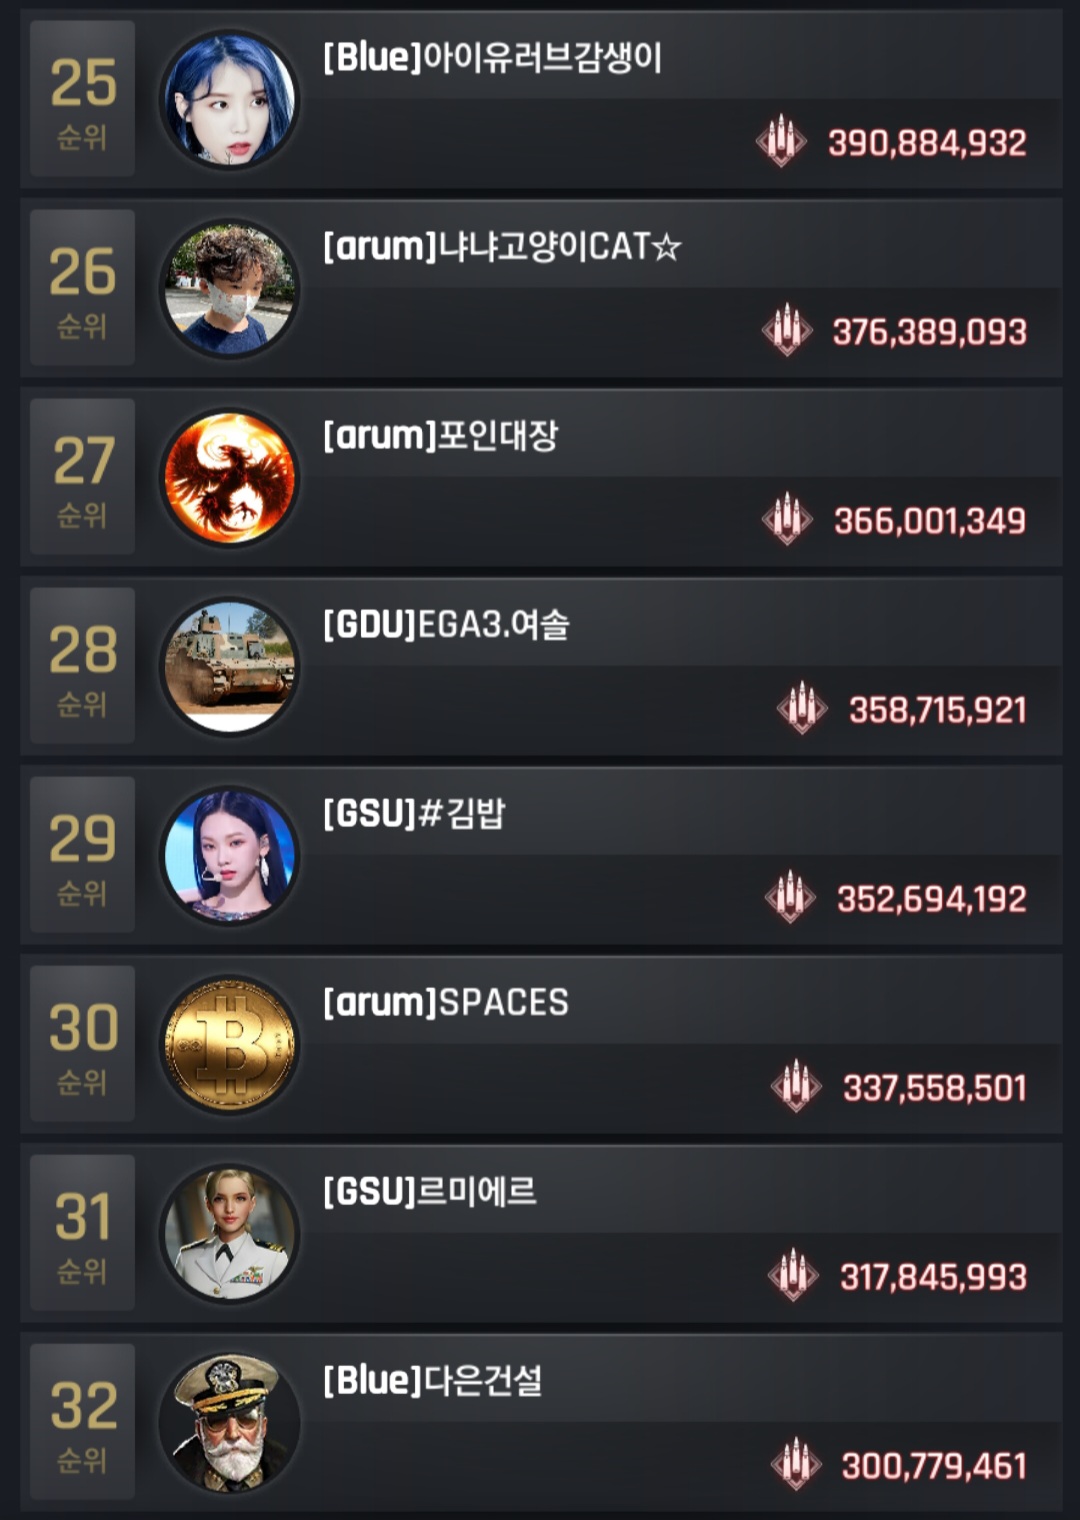 25
순위
[Blue]아이유러브감생이
390,884,932
26
순위
[arum]냐냐고양이CAT☆
376,389,093
27
순위
[arum]포인대장
366,001,349
28
순위
[GDU]EGA3.여솔
358,715,921
29
순위
[GSU]#김밥
352,694,192
30
순위
[arum]SPACES
337,558,501
31
순위
[GSU]르미에르
317,845,993
32
순위
[Blue]다은건설
300,779,461